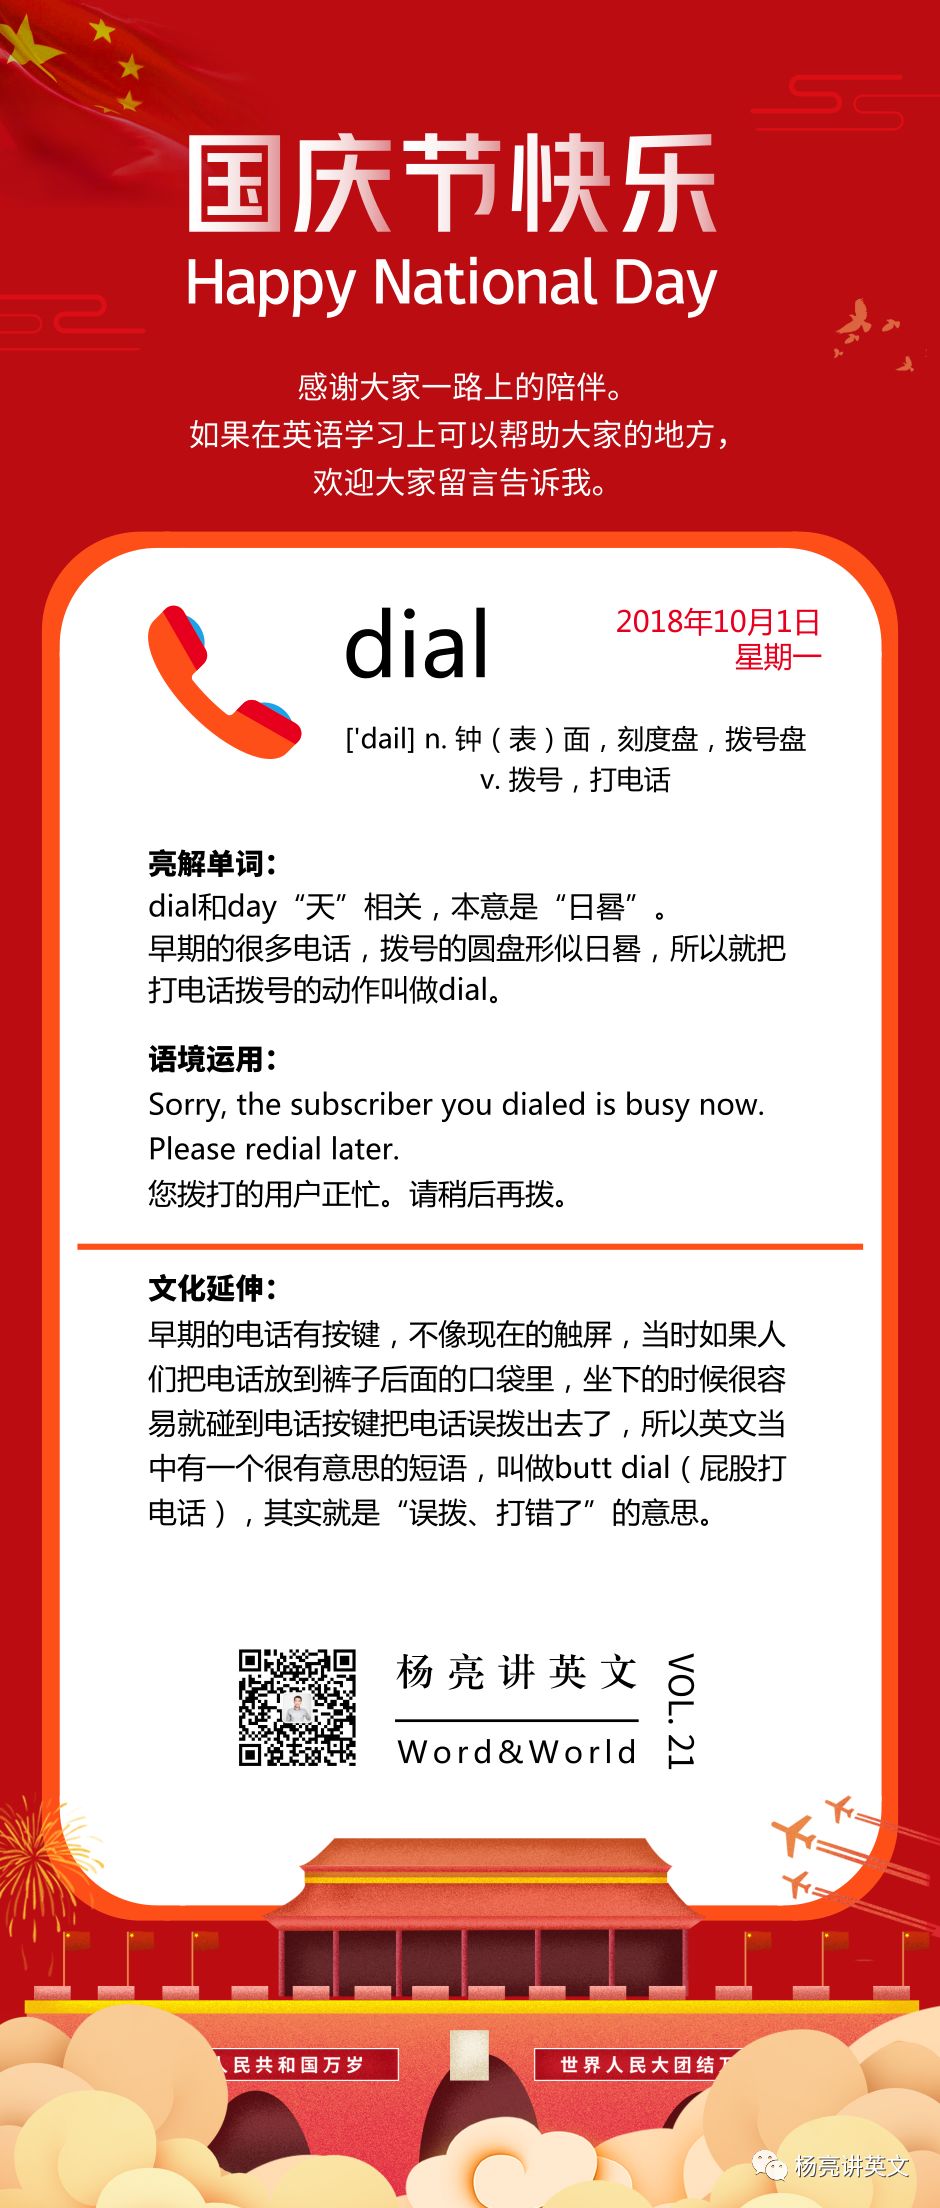 国庆节快乐
Happy National Day
感谢大家一路上的陪伴。
如果在英语学习上可以帮助大家的地方，
欢迎大家留言告诉我。
dial
2018年10月1日
星期一
['dail] n. 钟（表）面，刻度盘，拨号盘
v. 拨号，打电话
亮解单词：
dial和day“天”相关，本意是“日晷”。
早期的很多电话，拨号的圆盘形似日晷，所以就把
打电话拨号的动作叫做dial。
语境运用：
Sorry, the subscriber you dialed is busy now.
Please redial later.
您拨打的用户正忙。请稍后再拨。
文化延伸：
早期的电话有按键，不像现在的触屏，当时如果人
们把电话放到裤子后面的口袋里，坐下的时候很容
易就碰到电话按键把电话误拨出去了，所以英文当
中有一个很有意思的短语，叫做butt dial（屁股打
电话），其实就是“误拨、打错了”的意思。
杨亮讲英文
Word&World
VOL. 21
人民共和国万岁
世界人民大团结
杨亮讲英文